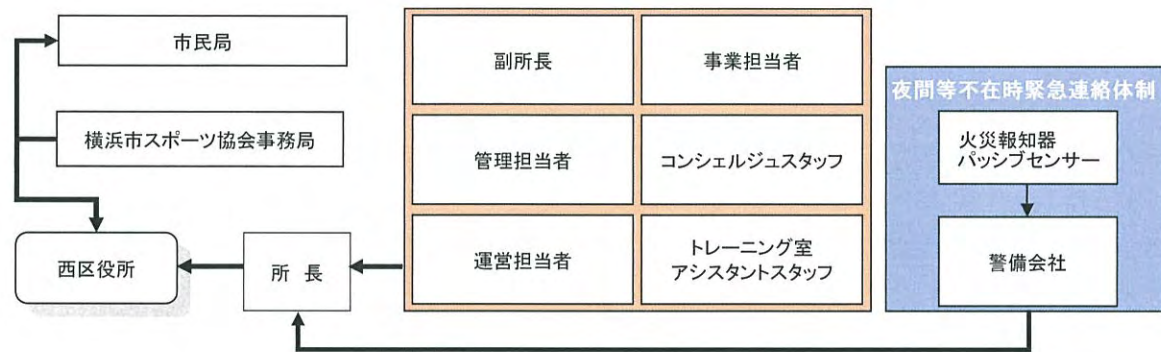 市民局
横浜市スポーツ協会事務局
西区役所
所 長
副所長
事業担当者
管理担当者
コンシェルジュスタッフ
運営担当者
トレーニング室
アシスタントスタッフ
夜間等不在時緊急連絡体制
火災報知器
パッシブセンサー
警備会社